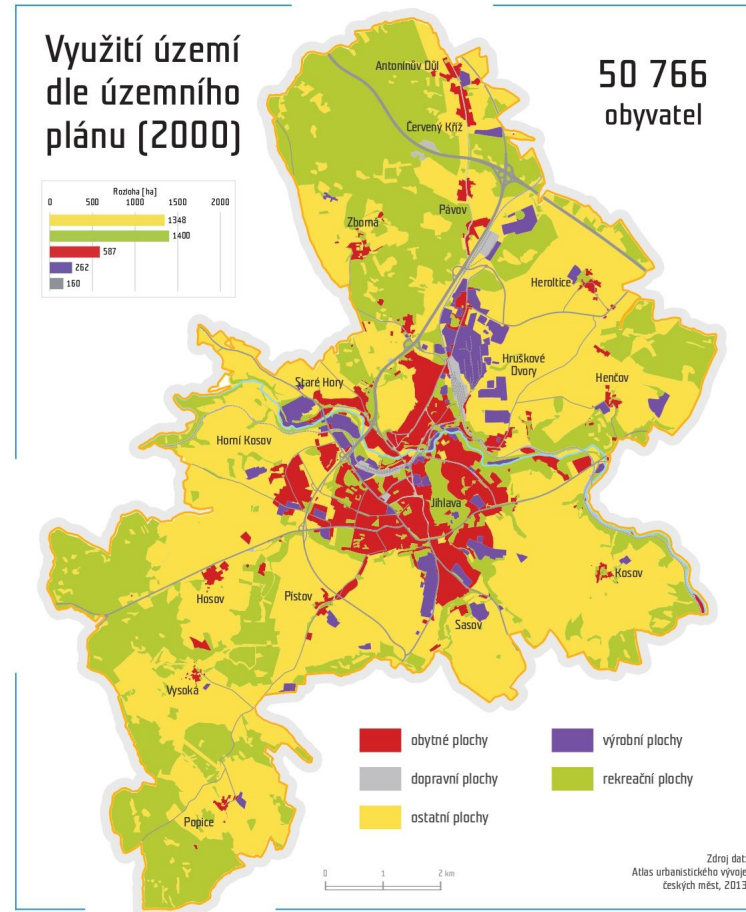 Využití území
dle územního
plánu (2000)
50 766
obyvatel
Rozloha [ha]
0 500 1000 1500 2000
1348
1400
587
262
160
Antonínův Důl
Červený Kříž
Pávov
Zborná
Heroltice
Hruškové
Dvory
Henčov
Staré Hory
Horní Kosov
Jihlava
Kosov
Hosov
Pístov
Sasov
Vysoká
Popice
obytné plochy
výrobní plochy
dopravní plochy
rekreační plochy
ostatní plochy
0 1 2 km
Zdroj dat:
Atlas urbanistického vývoje
českých měst, 2013